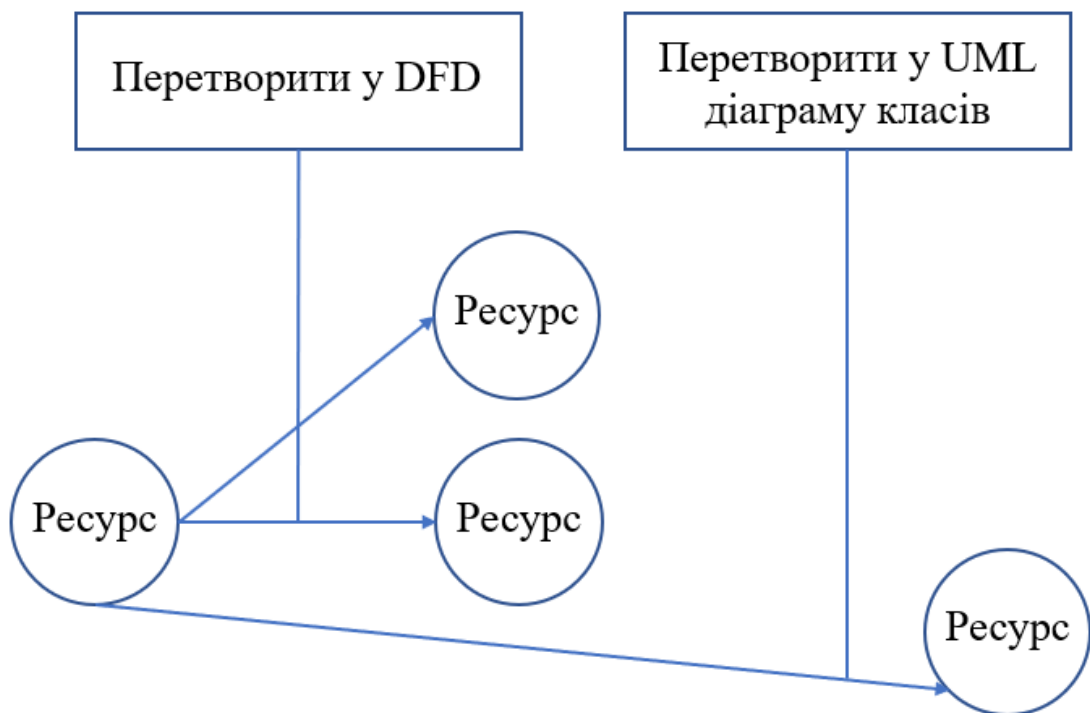 Перетворити у DFD
Перетворити у UML
діаграму класів
Ресурс
Ресурс
Ресурс
Ресурс